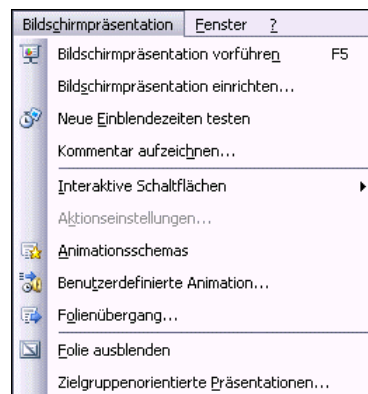 Bildschirmpräsentation Fenster ?
Bildschirmpräsentation vorführen F5
Bildschirmpräsentation einrichten...
Neue Einblendezeiten testen
Kommentar aufzeichnen...
Interaktive Schaltflächen
Aktionseinstellungen...
Animationsschemas
Benutzerdefinierte Animation...
Folienübergang...
Folie ausblenden
Zielgruppenorientierte Präsentationen...